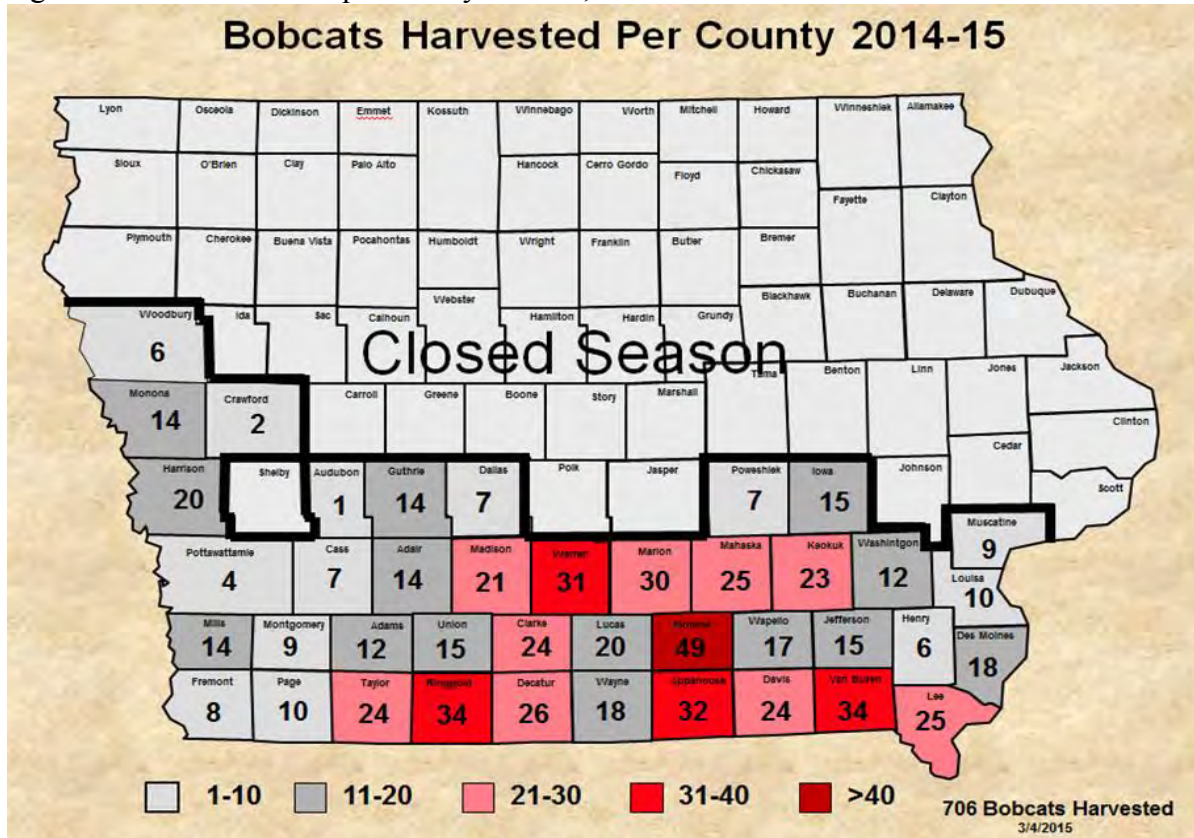 Bobcats Harvested Per County 2014-15
Lyon Osceola Dickinson Emmet Kossuth Winnebago Worth Mitchell Howard Winneshiek Allamakee
Sioux O'Brien Clay Palo Alto Hancock Cerro Gordo Floyd Chickasaw
Fayette Clayton
Plymouth Cherokee Buena Vista Pocahontas Humboldt Wright Franklin Butler Bremer
Webster Blackhawk Buchanan Delaware Dubuque
Woodbury Ida Sac Calhoun Hamilton Hardin Grundy
6
Closed Season
Tama Benton Linn Jones Jackson
Monona Crawford Carroll Greene Boone Story Marshall
14 2
Clinton
Cedar
Harrison Shelby Audubon Guthrie Dallas Polk Jasper Poweshiek Iowa Johnson
Scott
20 1 14 7 7 15
Muscatine
9
Pottawattamie Cass Adair Madison Warren Marion Mahaska Keokuk Washintgon
4 7 14 21 31 30 25 23 12
Louisa
10
Mills Montgomery Adams Union Clarke Lucas Monroe Wapello Jefferson Henry Des Moines
14 9 12 15 24 20 49 17 15 6 18
Fremont Page Taylor Ringgold Decatur Wayne Appanoose Davis Van Buren Lee
8 10 24 34 26 18 32 24 34 25
1-10 11-20 21-30 31-40 >40
706 Bobcats Harvested
3/4/2015